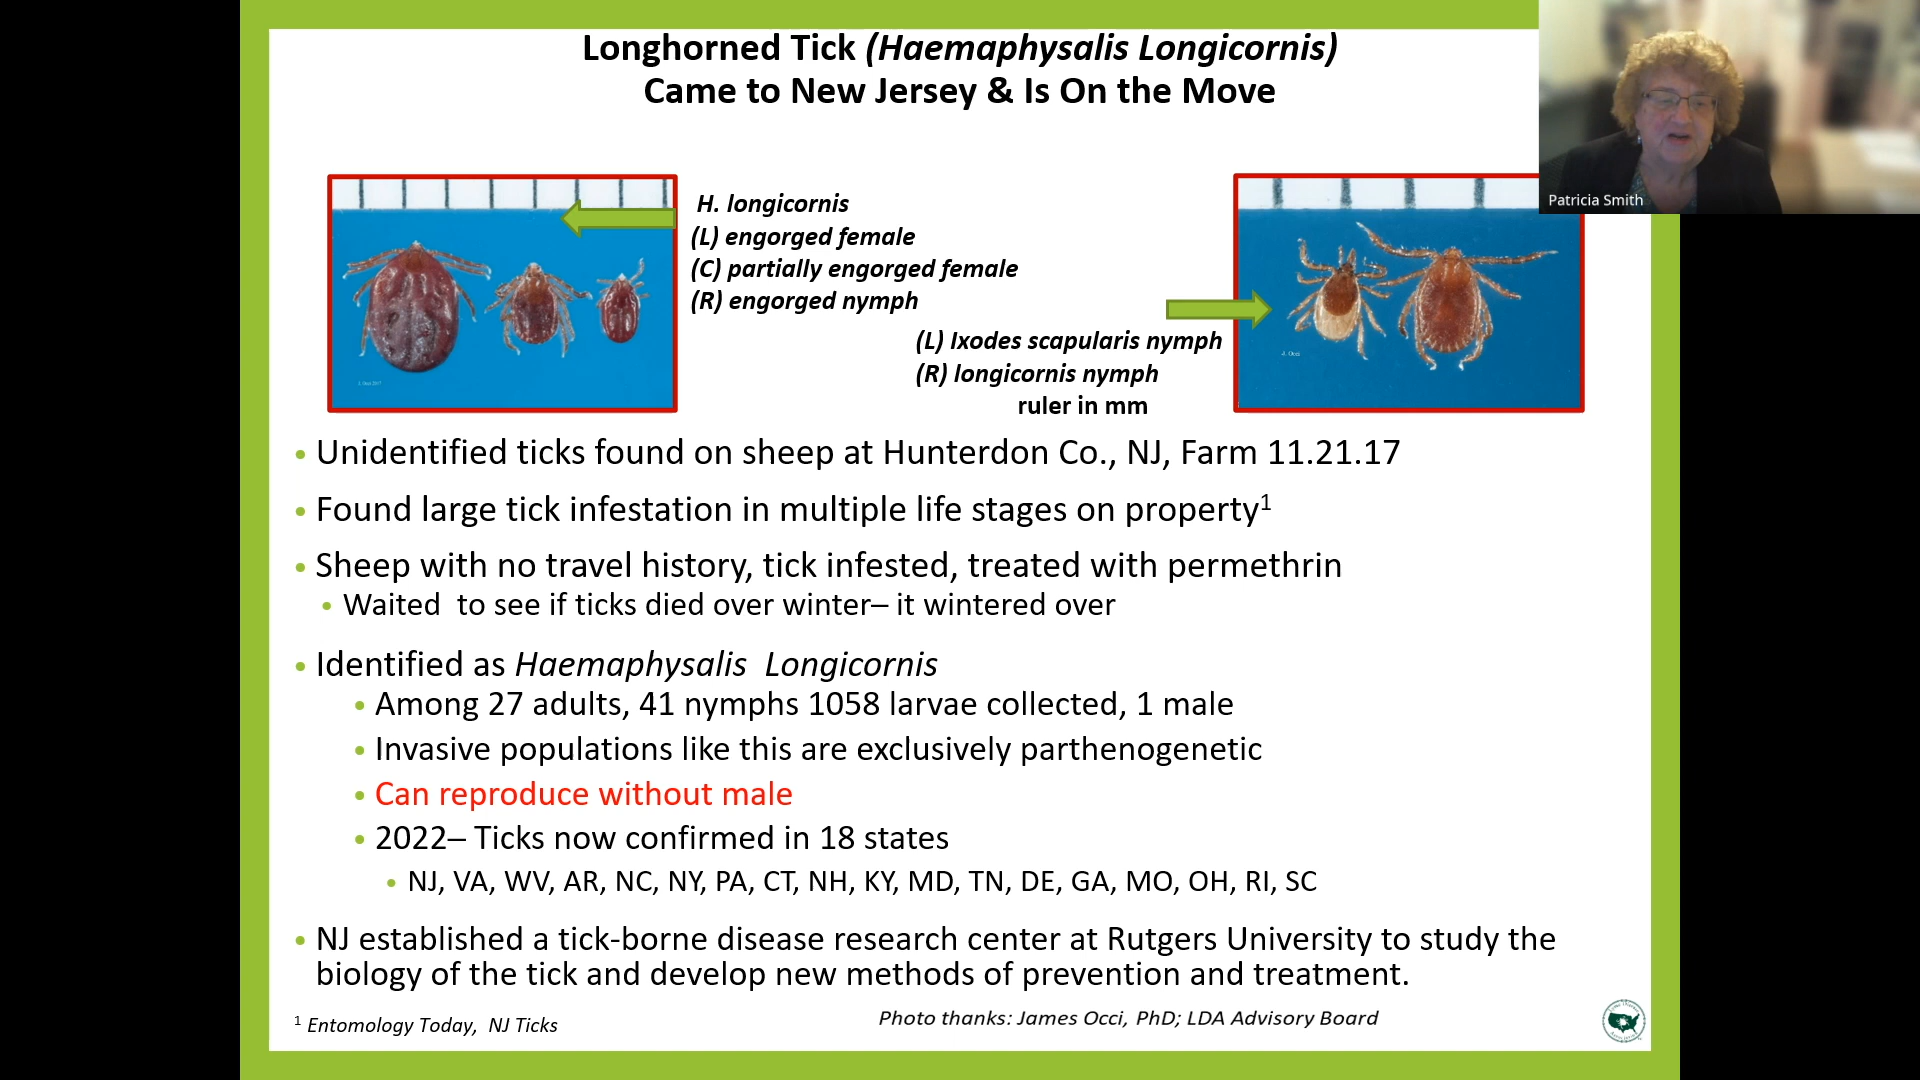 Longhorned Tick (Haemaphysalis Longicornis)
Came to New Jersey & Is On the Move
Patricia Smith
H. longicornis
(L) engorged female
(C) partially engorged female
(R) engorged nymph
(L) Ixodes scapularis nymph
(R) longicornis nymph
ruler in mm
J. Occi 2017
J. Occi
• Unidentified ticks found on sheep at Hunterdon Co., NJ, Farm 11.21.17
• Found large tick infestation in multiple life stages on property¹
• Sheep with no travel history, tick infested, treated with permethrin
• Waited to see if ticks died over winter– it wintered over
• Identified as Haemaphysalis Longicornis
• Among 27 adults, 41 nymphs 1058 larvae collected, 1 male
• Invasive populations like this are exclusively parthenogenetic
• Can reproduce without male
• 2022– Ticks now confirmed in 18 states
• NJ, VA, WV, AR, NC, NY, PA, CT, NH, KY, MD, TN, DE, GA, MO, OH, RI, SC
• NJ established a tick-borne disease research center at Rutgers University to study the
biology of the tick and develop new methods of prevention and treatment.
¹ Entomology Today, NJ Ticks
Photo thanks: James Occi, PhD; LDA Advisory Board